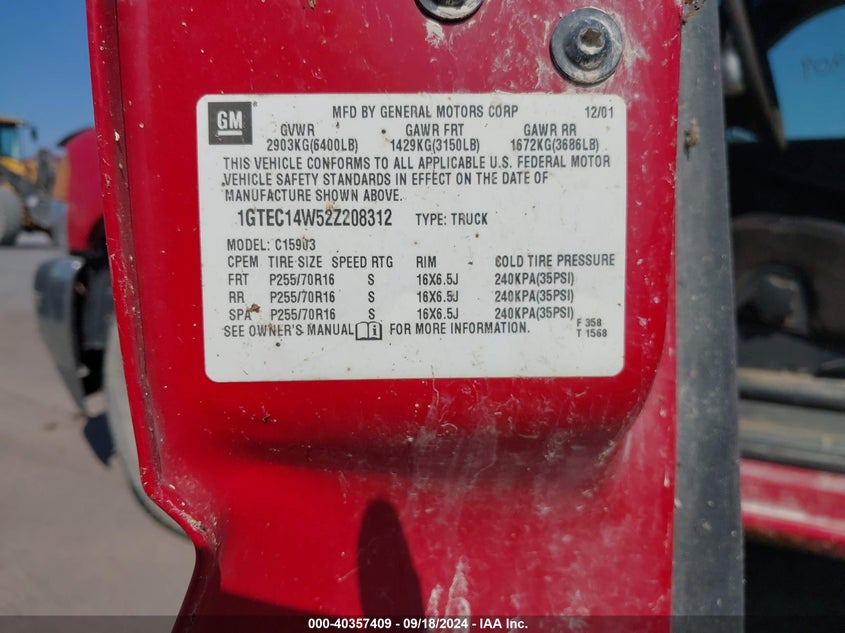 GM
MFD BY GENERAL MOTORS CORP 12/01
GVWR GAWR FRT GAWR RR
2903KG(6400LB) 1429KG(3150LB) 1672KG(3686LB)
THIS VEHICLE CONFORMS TO ALL APPLICABLE U.S. FEDERAL MOTOR
VEHICLE SAFETY STANDARDS IN EFFECT ON THE DATE OF
MANUFACTURE SHOWN ABOVE.
1GTEC14W52Z208312 TYPE: TRUCK
MODEL: C15903
CPEM TIRE SIZE SPEED RTG RIM COLD TIRE PRESSURE
FRT P255/70R16 S 16X6.5J 240KPA(35PSI)
RR P255/70R16 S 16X6.5J 240KPA(35PSI)
SPA P255/70R16 S 16X6.5J 240KPA(35PSI)
SEE OWNER'S MANUAL FOR MORE INFORMATION.
F 358
T 1568
000-40357409 - 09/18/2024 - IAA Inc.